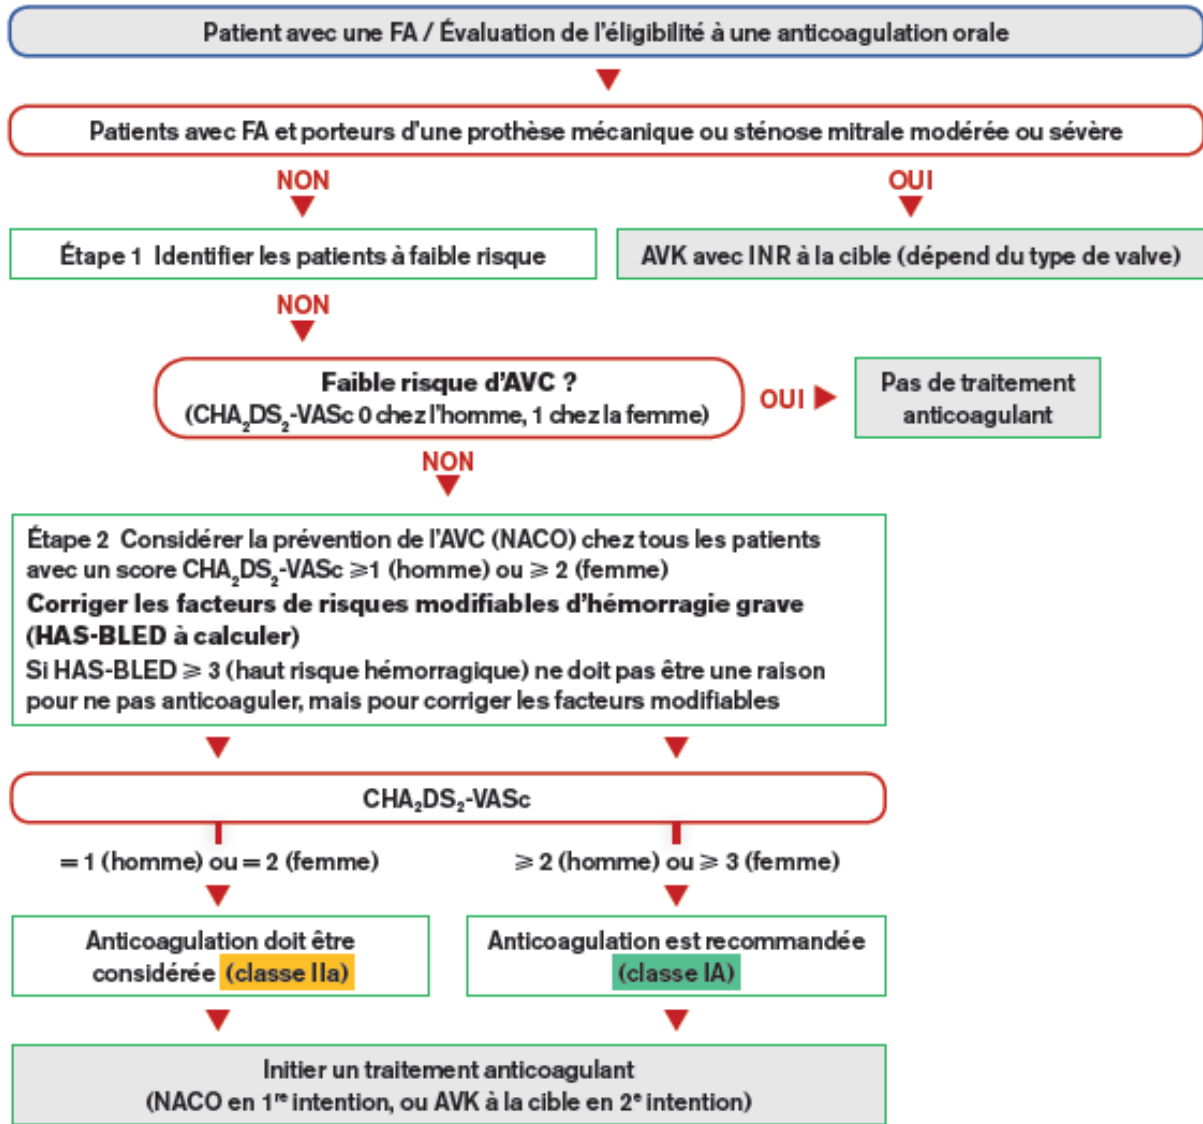 Patient avec une FA / Évaluation de l'éligibilité à une anticoagulation orale
Patients avec FA et porteurs d'une prothèse mécanique ou sténose mitrale modérée ou sévère
NON
OUI
Étape 1 Identifier les patients à faible risque
AVK avec INR à la cible (dépend du type de valve)
NON
Faible risque d'AVC ?
(CHA₂DS₂-VASc 0 chez l'homme, 1 chez la femme)
OUI
Pas de traitement
anticoagulant
NON
Étape 2 Considérer la prévention de l'AVC (NACO) chez tous les patients
avec un score CHA₂DS₂-VASc ≥1 (homme) ou ≥ 2 (femme)
Corriger les facteurs de risques modifiables d'hémorragie grave
(HAS-BLED à calculer)
Si HAS-BLED ≥ 3 (haut risque hémorragique) ne doit pas être une raison
pour ne pas anticoaguler, mais pour corriger les facteurs modifiables
CHA₂DS₂-VASc
= 1 (homme) ou = 2 (femme)
≥ 2 (homme) ou ≥ 3 (femme)
Anticoagulation doit être
considérée (classe IIa)
Anticoagulation est recommandée
(classe IA)
Initier un traitement anticoagulant
(NACO en 1re intention, ou AVK à la cible en 2e intention)